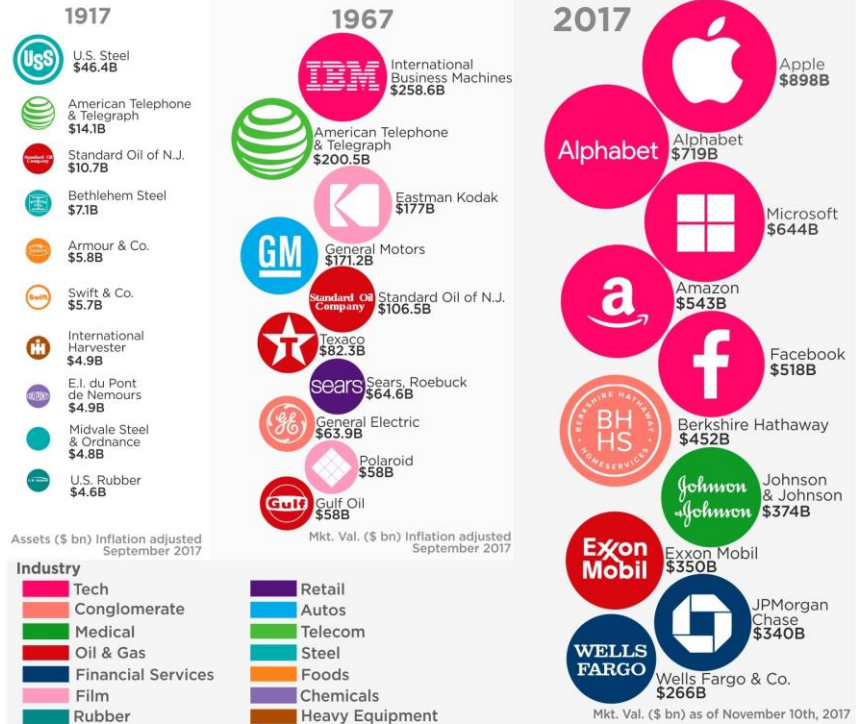 1917
USS
U.S. Steel
$46.4B
American Telephone
& Telegraph
$14.1B
Standard Oil
Company
Standard Oil of N.J.
$10.7B
Bethlehem Steel
$7.1B
Armour & Co.
$5.8B
Swift
Swift & Co.
$5.7B
International
Harvester
$4.9B
E.I. du Pont
de Nemours
$4.9B
Midvale Steel
& Ordnance
$4.8B
U.S. Rubber
$4.6B
Assets ($ bn) Inflation adjusted
September 2017
1967
IBM
International
Business Machines
$258.6B
American Telephone
& Telegraph
$200.5B
Eastman Kodak
$177B
GM
General Motors
$171.2B
Standard Oil
Company
Standard Oil of N.J.
$106.5B
T
Texaco
$82.3B
sears
Sears, Roebuck
$64.6B
GE
General Electric
$63.9B
Polaroid
$58B
Gulf
Gulf Oil
$58B
Mkt. Val. ($ bn) Inflation adjusted
September 2017
2017
Apple
$898B
Alphabet
Alphabet
$719B
Microsoft
$644B
a
Amazon
$543B
f
Facebook
$518B
BERKSHIRE HATHAWAY
BH
HS
HOMESERVICES
Berkshire Hathaway
$452B
Johnson
& Johnson
Johnson
& Johnson
$374B
Exxon
Mobil
Exxon Mobil
$350B
JPMorgan
Chase
$340B
WELLS
FARGO
Wells Fargo & Co.
$266B
Mkt. Val. ($ bn) as of November 10th, 2017
Industry
Tech
Conglomerate
Medical
Oil & Gas
Financial Services
Film
Rubber
Retail
Autos
Telecom
Steel
Foods
Chemicals
Heavy Equipment